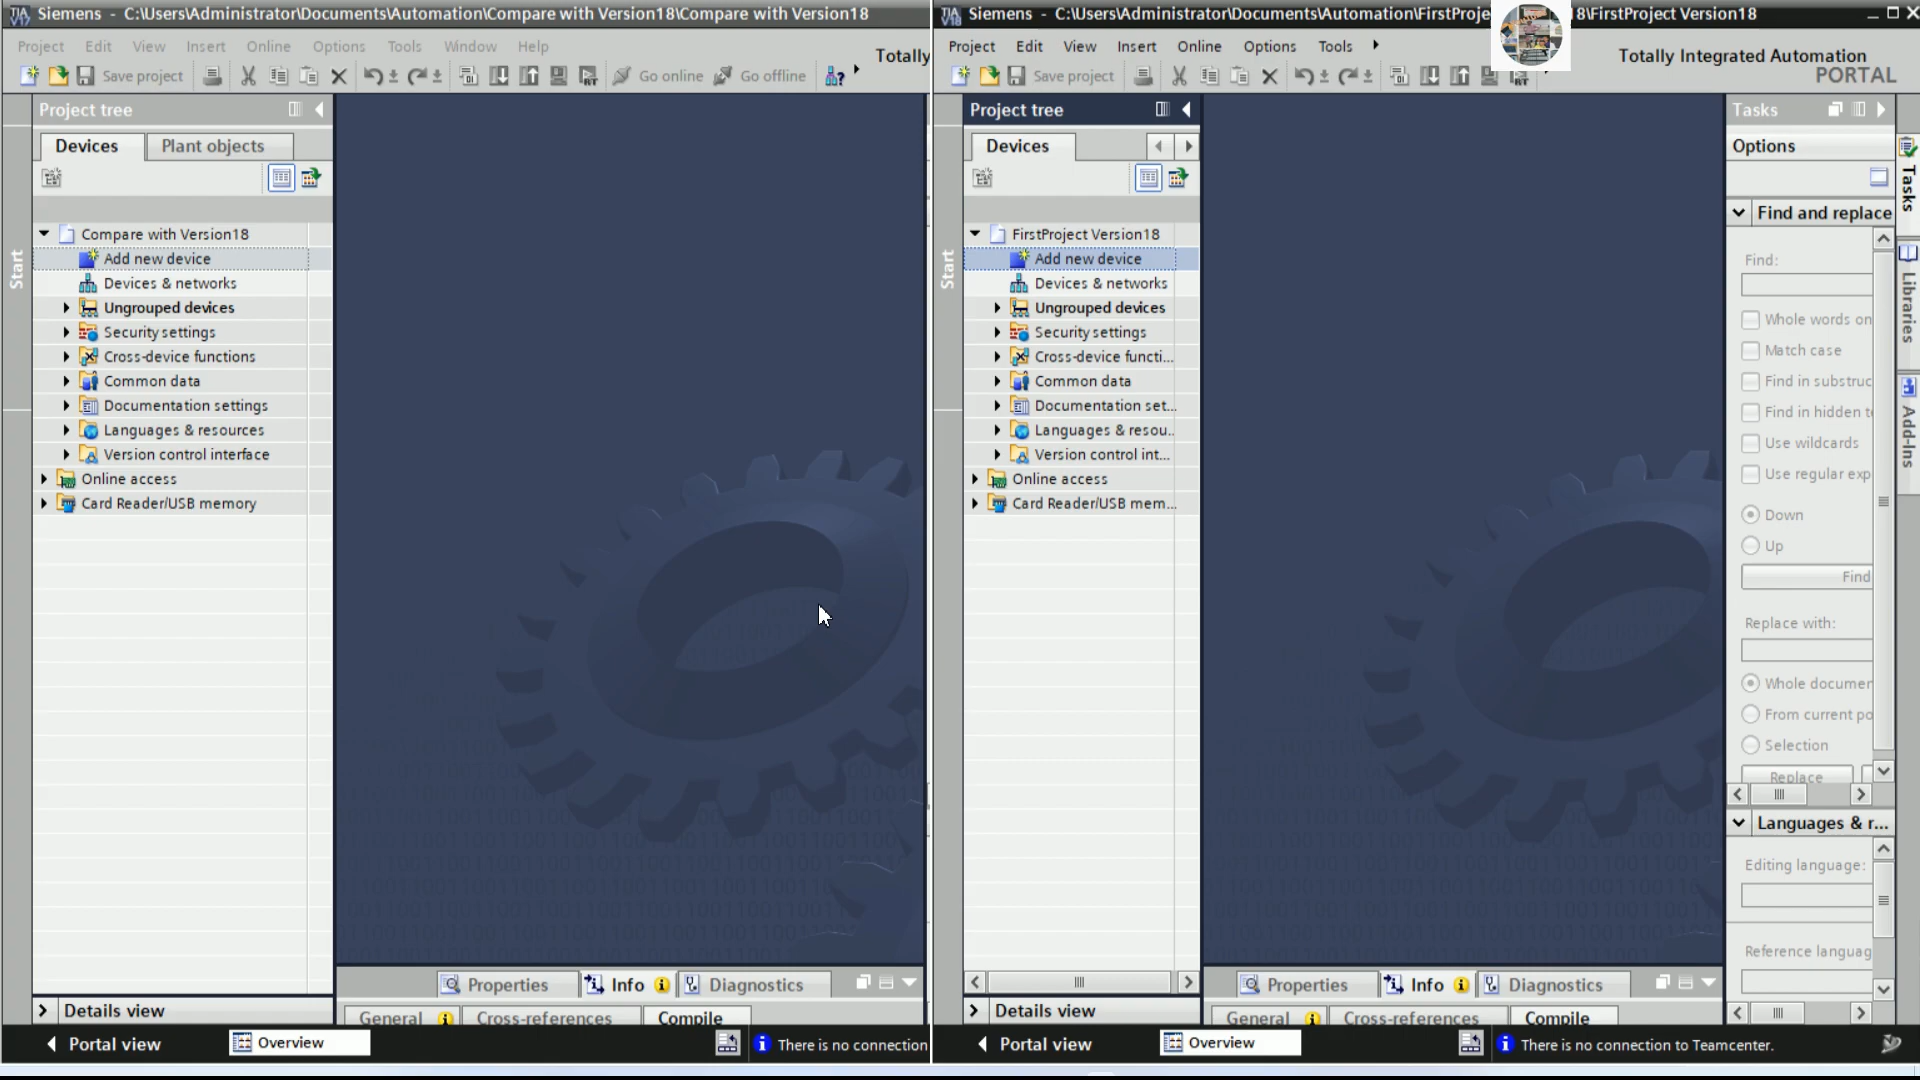 Siemens - C:\Users\Administrator\Documents\Automation\Compare with Version18\Compare with Version18
Project Edit View Insert Online Options Tools Window Help
Totally
Save project
Go online
Go offline
Project tree
Devices
Plant objects
Start
Compare with Version18
Add new device
Devices & networks
Ungrouped devices
Security settings
Cross-device functions
Common data
Documentation settings
Languages & resources
Version control interface
Online access
Card Reader/USB memory
Properties
Info
Diagnostics
General
Cross-references
Compile
Details view
Portal view
Overview
There is no connection
Siemens - C:\Users\Administrator\Documents\Automation\FirstProje 8\FirstProject Version18
Project Edit View Insert Online Options Tools
Totally Integrated Automation
PORTAL
Save project
Project tree
Devices
Start
FirstProject Version18
Add new device
Devices & networks
Ungrouped devices
Security settings
Cross-device functi...
Common data
Documentation set...
Languages & resou..
Version control int...
Online access
Card Reader/USB mem...
Properties
Info
Diagnostics
General
Cross-references
Compile
Details view
Portal view
Overview
There is no connection to Teamcenter.
Tasks
Options
Find and replace
Find:
Whole words on
Match case
Find in substruc
Find in hidden t
Use wildcards
Use regular exp
Down
Up
Find
Replace with:
Whole documen
From current po
Selection
Replace
Languages & r...
Editing language:
Reference languag
Tasks
Libraries
Add-Ins